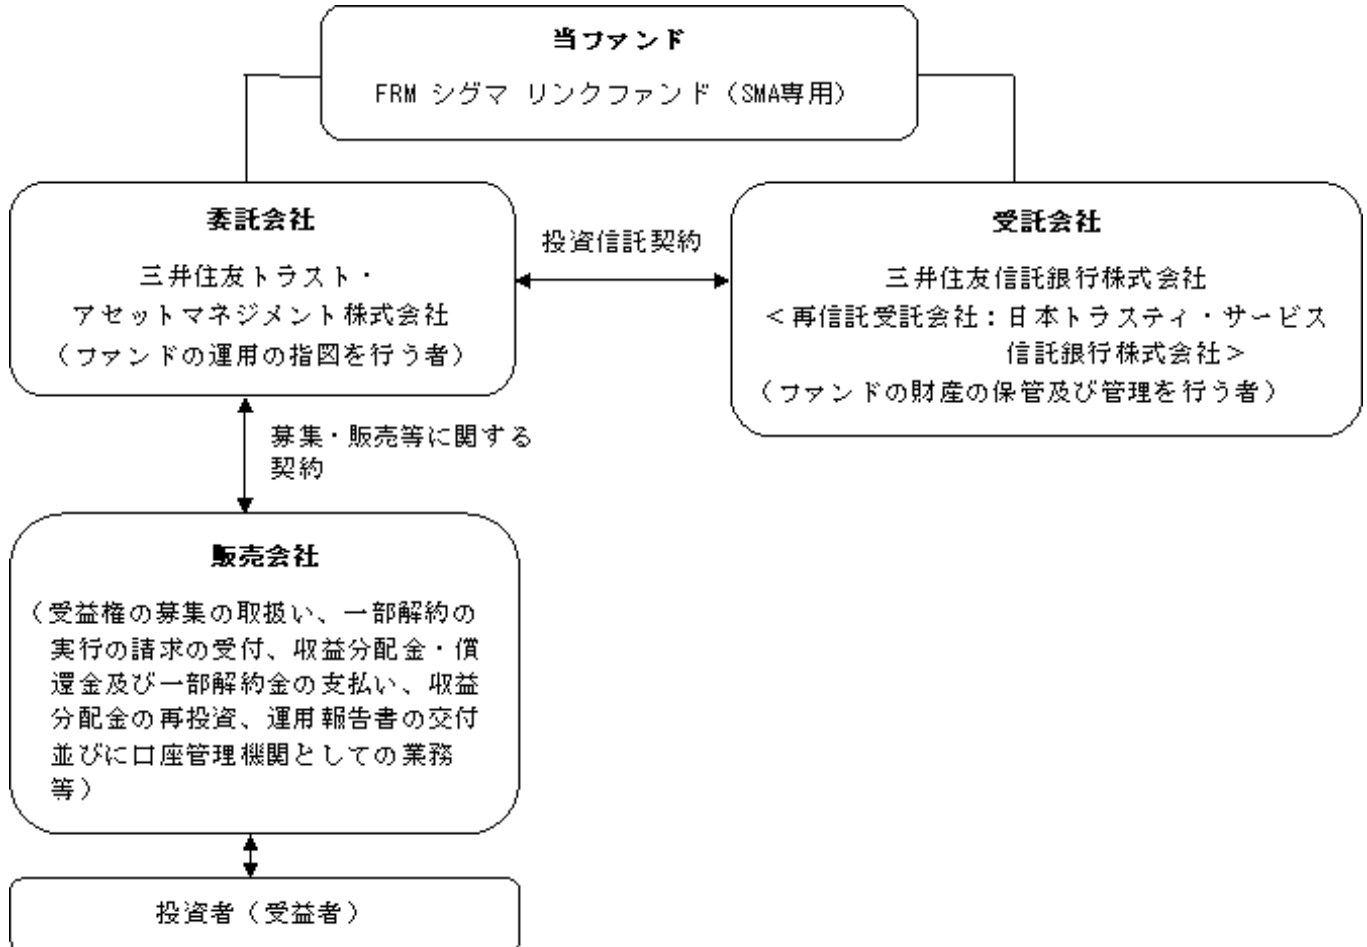 当ファンド
FRM シグマ リンクファンド（SMA専用）
委託会社
三井住友トラスト・
アセットマネジメント株式会社
（ファンドの運用の指図を行う者）
投資信託契約
受託会社
三井住友信託銀行株式会社
＜再信託受託会社：日本トラスティ・サービス
信託銀行株式会社＞
（ファンドの財産の保管及び管理を行う者）
募集・販売等に関する
契約
販売会社
（受益権の募集の取扱い、一部解約の
実行の請求の受付、収益分配金・償
還金及び一部解約金の支払い、収益
分配金の再投資、運用報告書の交付
並びに口座管理機関としての業務
等）
投資者（受益者）